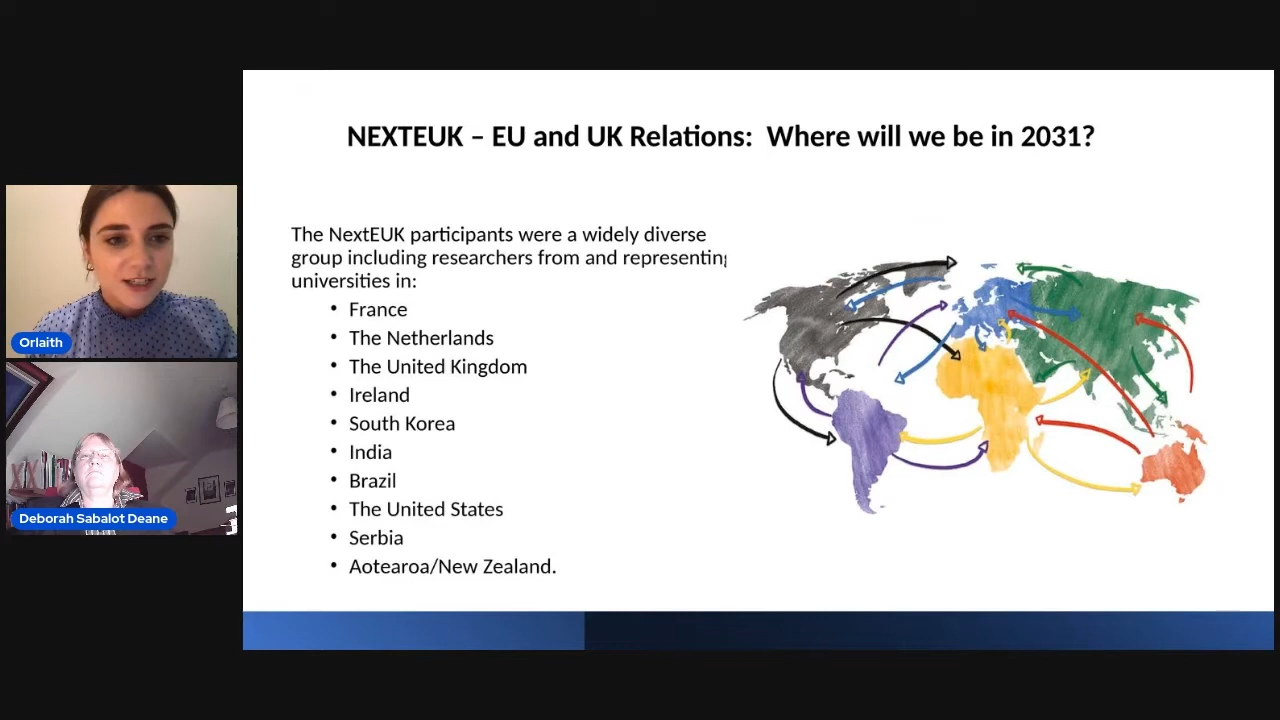 NEXTEUK – EU and UK Relations:  Where will we be in 2031?
The NextEUK participants were a widely diverse
group including researchers from and representing
universities in:
• France
• The Netherlands
• The United Kingdom
• Ireland
• South Korea
• India
• Brazil
• The United States
• Serbia
• Aotearoa/New Zealand.
Orlaith
Deborah Sabalot Deane